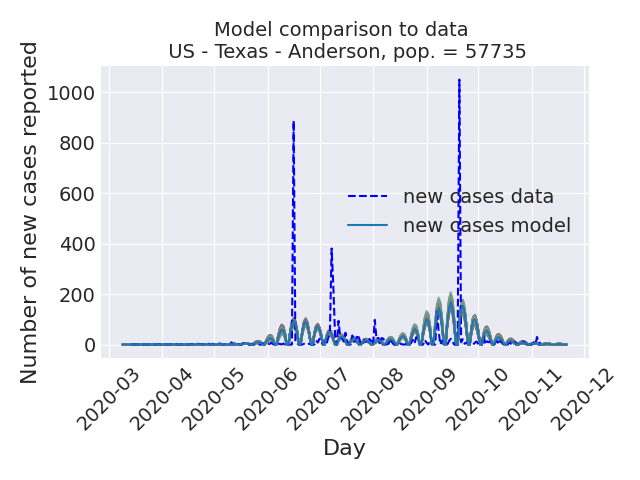 Model comparison to data
US - Texas - Anderson, pop. = 57735
Number of new cases reported
1000
800
600
400
200
0
new cases data
new cases model
2020-03
2020-04
2020-05
2020-06
2020-07
2020-08
2020-09
2020-10
2020-11
2020-12
Day